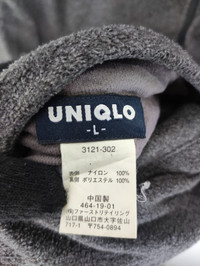 UNIQLO
-L-
3121-302
表側 ナイロン 100%
裏側 ポリエステル 100%
中国製
464-19-01
(株)ファーストリテイリング
山口県山口市大字佐山
717-1 〒754-0894